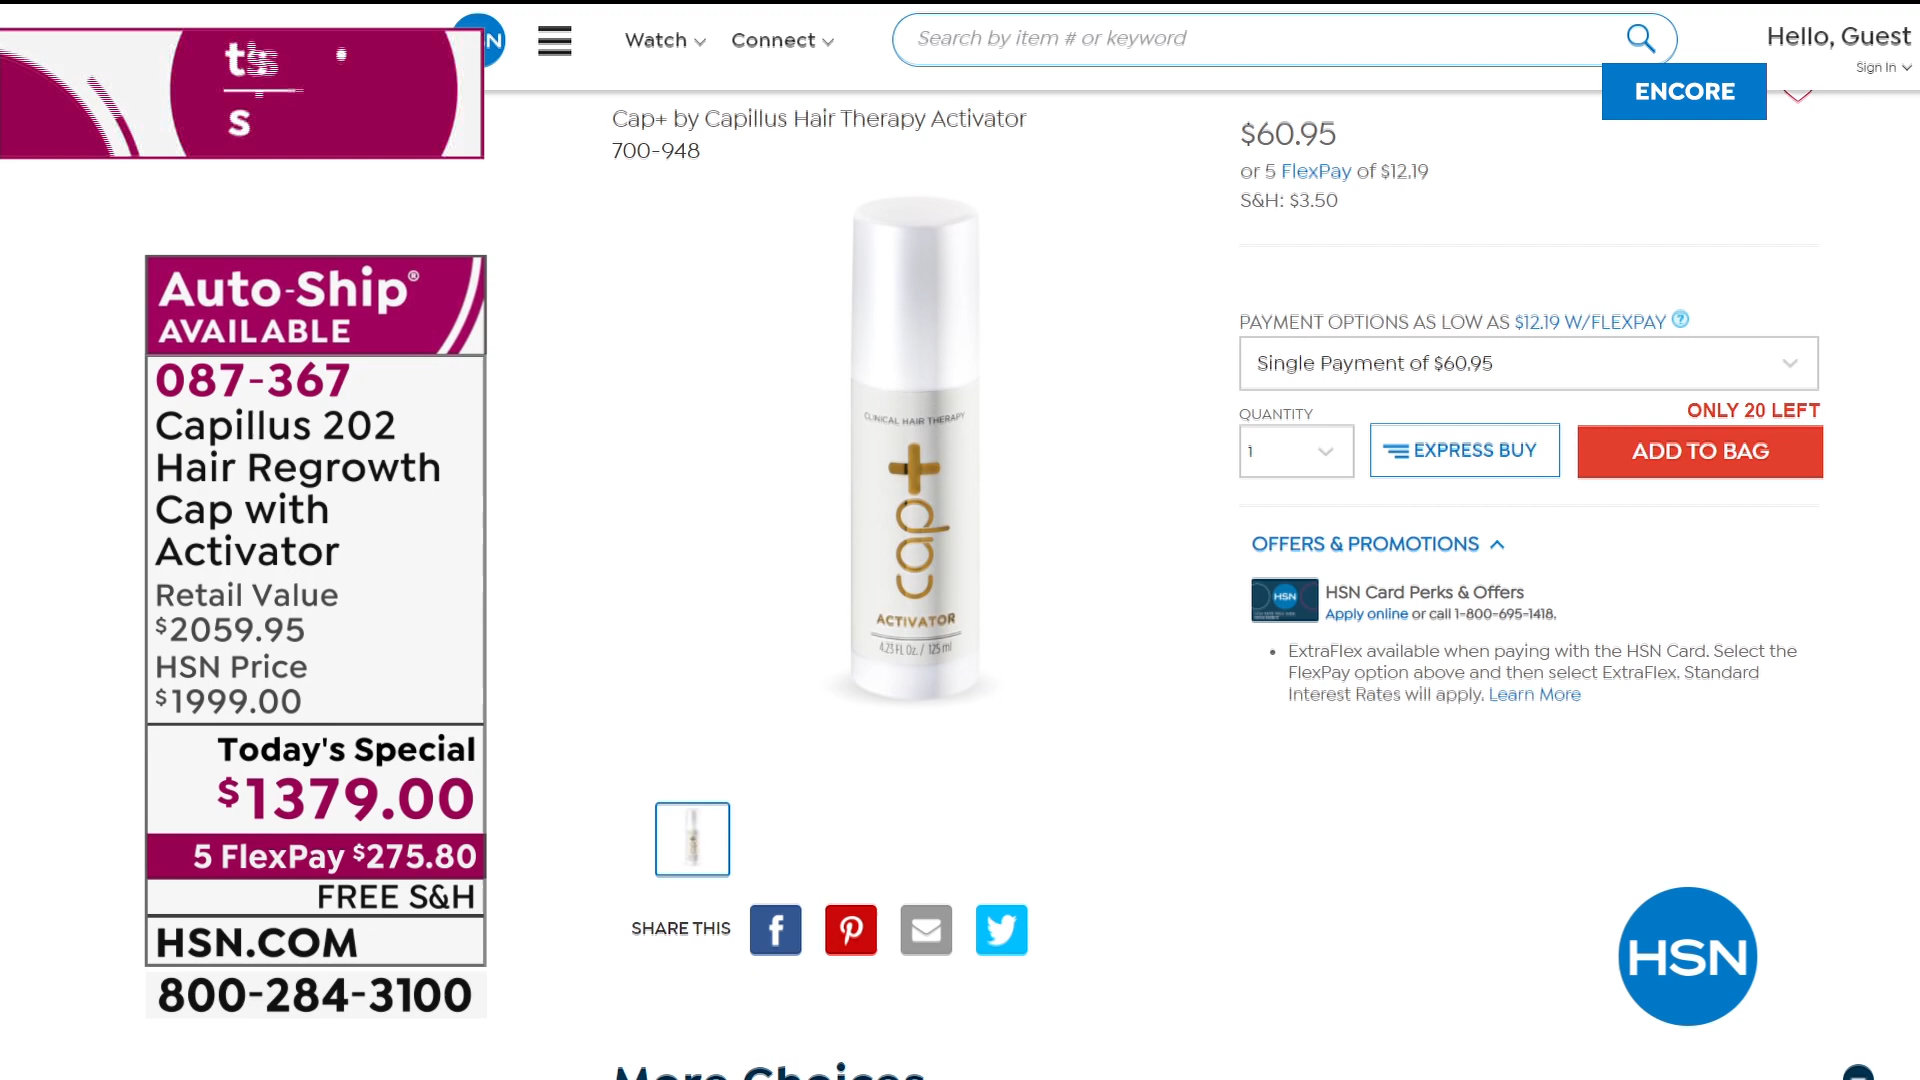 Watch
Connect
Search by item # or keyword
Hello, Guest
Sign In
ENCORE
Cap+ by Capillus Hair Therapy Activator
700-948
$60.95
or 5 FlexPay of $12.19
S&H: $3.50
PAYMENT OPTIONS AS LOW AS $12.19 W/FLEXPAY ?
Single Payment of $60.95
QUANTITY
ONLY 20 LEFT
1
EXPRESS BUY
ADD TO BAG
OFFERS & PROMOTIONS
HSN
HSN Card Perks & Offers
Apply online or call 1-800-695-1418.
• ExtraFlex available when paying with the HSN Card. Select the
FlexPay option above and then select ExtraFlex. Standard
Interest Rates will apply. Learn More
CLINICAL HAIR THERAPY
cap+
ACTIVATOR
4.23 FL Oz. / 125 ml
SHARE THIS
Auto-Ship®
AVAILABLE
087-367
Capillus 202
Hair Regrowth
Cap with
Activator
Retail Value
$2059.95
HSN Price
$1999.00
Today's Special
$1379.00
5 FlexPay $275.80
FREE S&H
HSN.COM
800-284-3100
HSN
More Choices